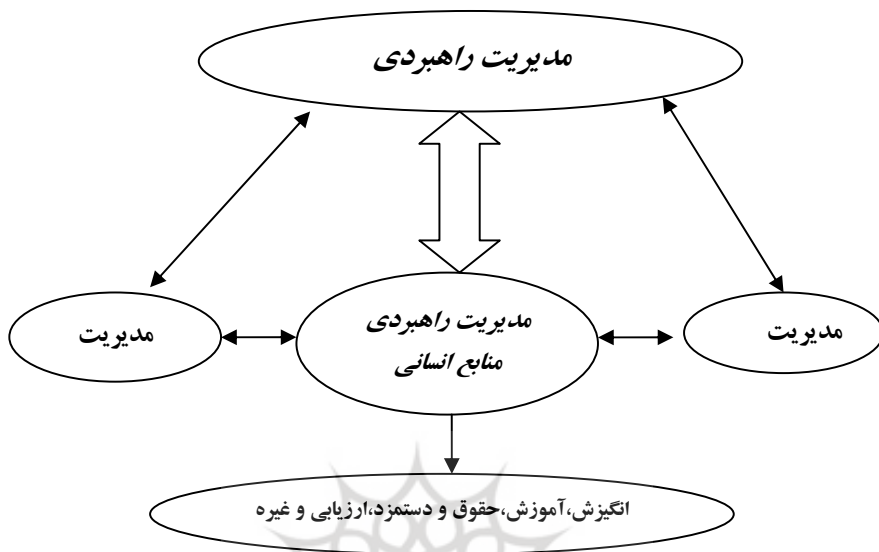 مدیریت راهبردی
مدیریت
مدیریت راهبردی
منابع انسانی
مدیریت
انگیزش،آموزش،حقوق و دستمزد،ارزیابی و غیره